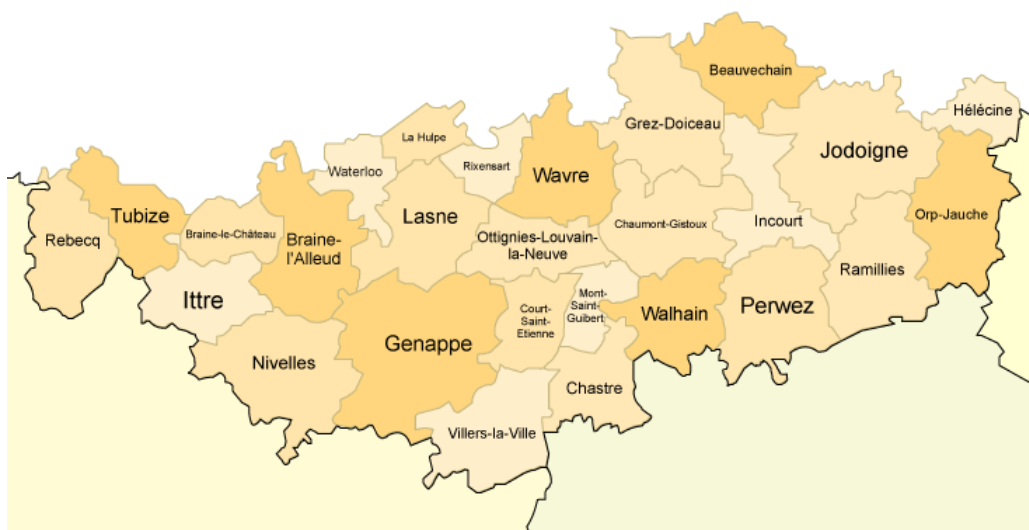 Beauvechain
Hélécine
Grez-Doiceau
La Hulpe
Jodoigne
Rixensart
Waterloo
Wavre
Orp-Jauche
Tubize
Lasne
Incourt
Chaumont-Gistoux
Braine-le-Château
Rebecq
Braine-
l'Alleud
Ottignies-Louvain-
la-Neuve
Ramillies
Ittre
Mont-
Saint-
Guibert
Perwez
Walhain
Court-
Saint-
Etienne
Genappe
Nivelles
Chastre
Villers-la-Ville